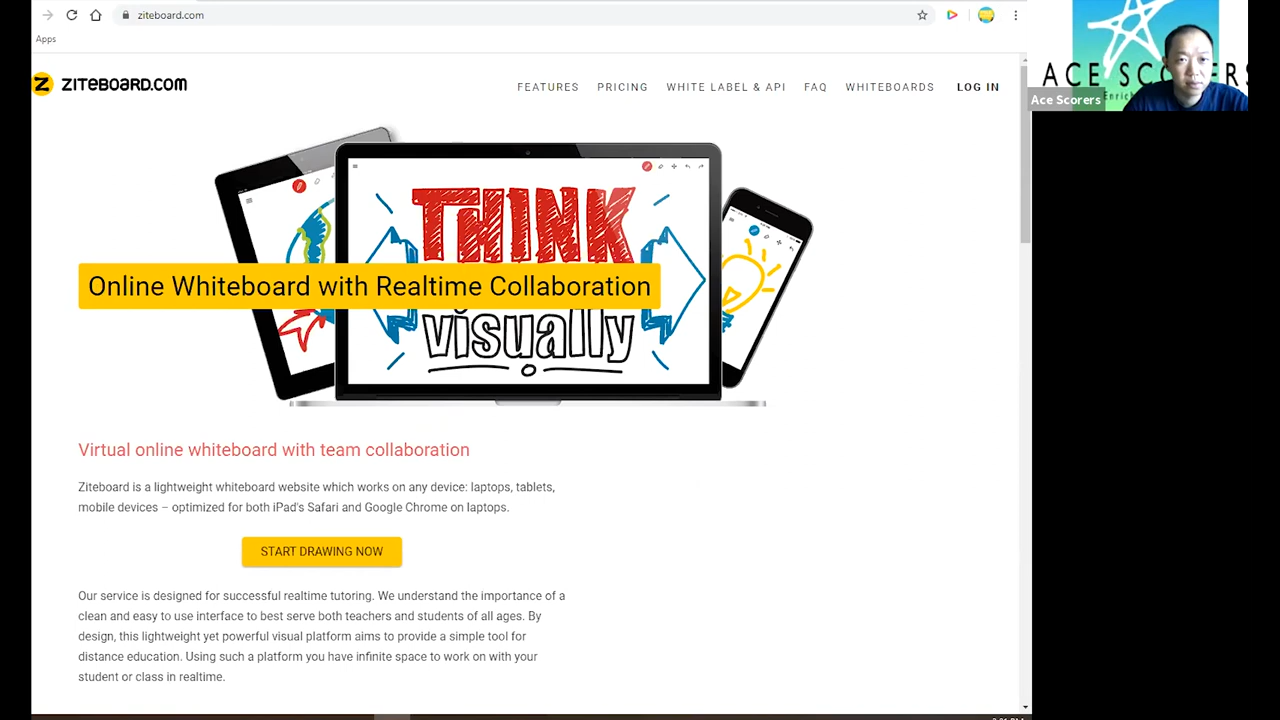 ziteboard.com
Apps
ZITEBOARD.COM
FEATURES PRICING WHITE LABEL & API FAQ WHITEBOARDS LOG IN
ACE SCORERS
Enrich
Ace Scorers
THINK
Online Whiteboard with Realtime Collaboration
visually
Virtual online whiteboard with team collaboration
Ziteboard is a lightweight whiteboard website which works on any device: laptops, tablets,
mobile devices – optimized for both iPad's Safari and Google Chrome on laptops.
START DRAWING NOW
Our service is designed for successful realtime tutoring. We understand the importance of a
clean and easy to use interface to best serve both teachers and students of all ages. By
design, this lightweight yet powerful visual platform aims to provide a simple tool for
distance education. Using such a platform you have infinite space to work on with your
student or class in realtime.